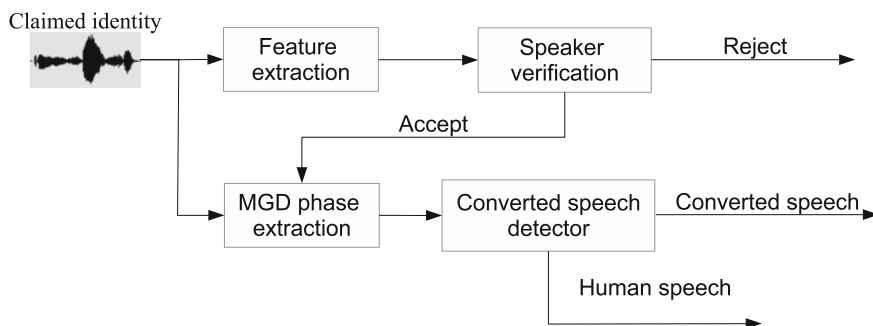 Claimed identity
Feature
extraction
Speaker
verification
Reject
Accept
MGD phase
extraction
Converted speech
detector
Converted speech
Human speech